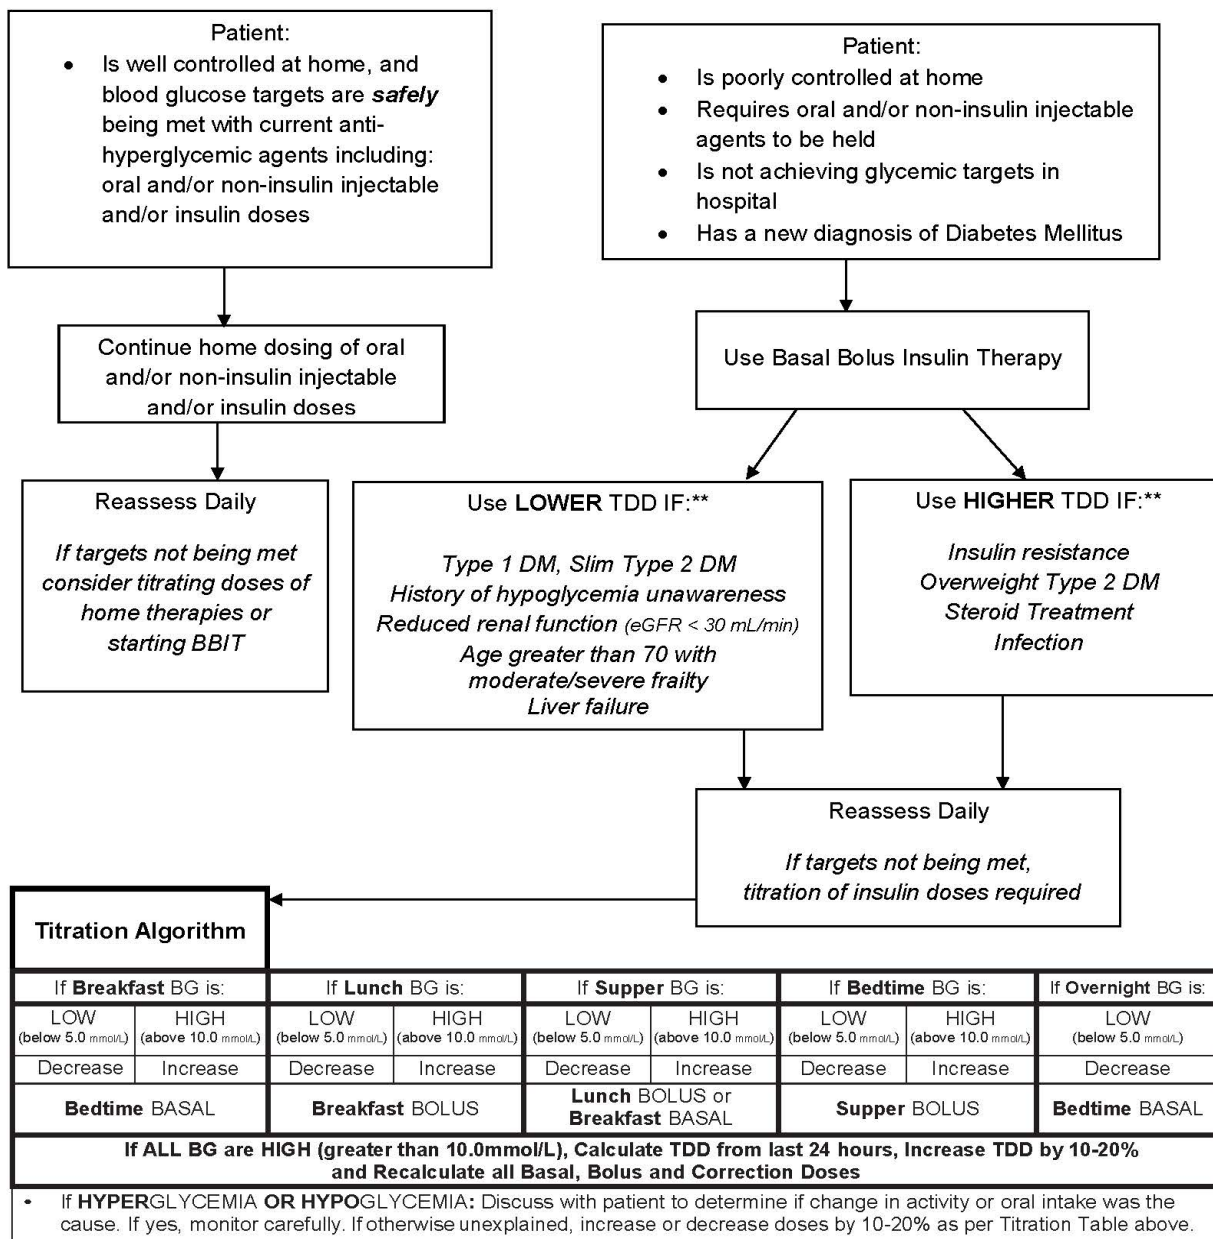 Patient:
• Is well controlled at home, and
blood glucose targets are safely
being met with current anti-
hyperglycemic agents including:
oral and/or non-insulin injectable
and/or insulin doses
Continue home dosing of oral
and/or non-insulin injectable
and/or insulin doses
Reassess Daily
If targets not being met
consider titrating doses of
home therapies or
starting BBIT
Patient:
• Is poorly controlled at home
• Requires oral and/or non-insulin injectable
agents to be held
• Is not achieving glycemic targets in
hospital
• Has a new diagnosis of Diabetes Mellitus
Use Basal Bolus Insulin Therapy
Use LOWER TDD IF:**
Type 1 DM, Slim Type 2 DM
History of hypoglycemia unawareness
Reduced renal function (eGFR < 30 mL/min)
Age greater than 70 with
moderate/severe frailty
Liver failure
Use HIGHER TDD IF:**
Insulin resistance
Overweight Type 2 DM
Steroid Treatment
Infection
Reassess Daily
If targets not being met,
titration of insulin doses required
Titration Algorithm
If Breakfast BG is: If Lunch BG is: If Supper BG is: If Bedtime BG is: If Overnight BG is:
LOW HIGH LOW HIGH LOW HIGH LOW HIGH LOW
(below 5.0 mmol/L) (above 10.0 mmol/L) (below 5.0 mmol/L) (above 10.0 mmol/L) (below 5.0 mmol/L) (above 10.0 mmol/L) (below 5.0 mmol/L) (above 10.0 mmol/L) (below 5.0 mmol/L)
Decrease Increase Decrease Increase Decrease Increase Decrease Increase Decrease
Bedtime BASAL Breakfast BOLUS Lunch BOLUS or Supper BOLUS Bedtime BASAL
Breakfast BASAL
If ALL BG are HIGH (greater than 10.0mmol/L), Calculate TDD from last 24 hours, Increase TDD by 10-20%
and Recalculate all Basal, Bolus and Correction Doses
• If HYPERGLYCEMIA OR HYPOGLYCEMIA: Discuss with patient to determine if change in activity or oral intake was the
cause. If yes, monitor carefully. If otherwise unexplained, increase or decrease doses by 10-20% as per Titration Table above.